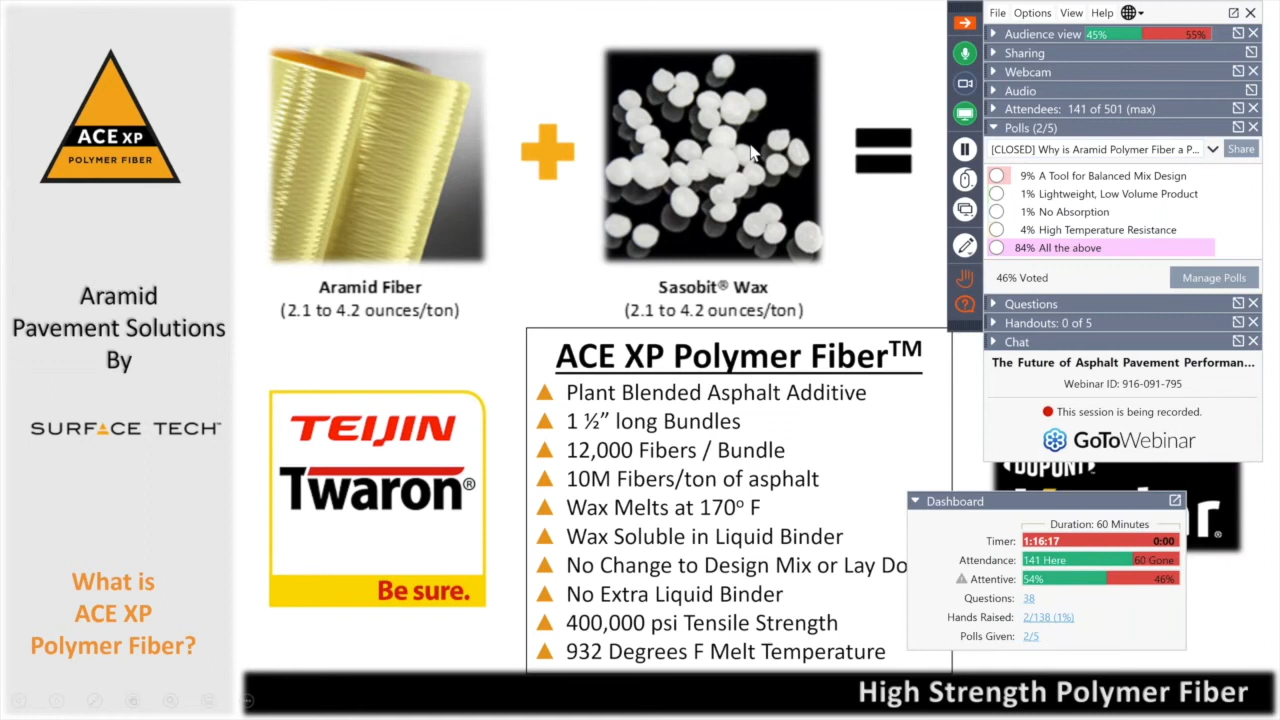 ACE XP
POLYMER FIBER
Aramid
Pavement Solutions
By
SURFACE TECH
What is
ACE XP
Polymer Fiber?
Aramid Fiber
(2.1 to 4.2 ounces/ton)
Sasobit® Wax
(2.1 to 4.2 ounces/ton)
TEIJIN
Twaron®
Be sure.
ACE XP Polymer Fiber™
Plant Blended Asphalt Additive
1 ½” long Bundles
12,000 Fibers / Bundle
10M Fibers/ton of asphalt
Wax Melts at 170º F
Wax Soluble in Liquid Binder
No Change to Design Mix or Lay Do
No Extra Liquid Binder
400,000 psi Tensile Strength
932 Degrees F Melt Temperature
High Strength Polymer Fiber
File Options View Help
Audience view 45% 55%
Sharing
Webcam
Audio
Attendees: 141 of 501 (max)
Polls (2/5)
[CLOSED] Why is Aramid Polymer Fiber a P... Share
9% A Tool for Balanced Mix Design
1% Lightweight, Low Volume Product
1% No Absorption
4% High Temperature Resistance
84% All the above
46% Voted Manage Polls
Questions
Handouts: 0 of 5
Chat
The Future of Asphalt Pavement Performan...
Webinar ID: 916-091-795
This session is being recorded.
GoToWebinar
DUPONT
Dashboard
Duration: 60 Minutes
Timer: 1:16:17 0:00
Attendance: 141 Here 60 Gone
Attentive: 54% 46%
Questions: 38
Hands Raised: 2/138 (1%)
Polls Given: 2/5